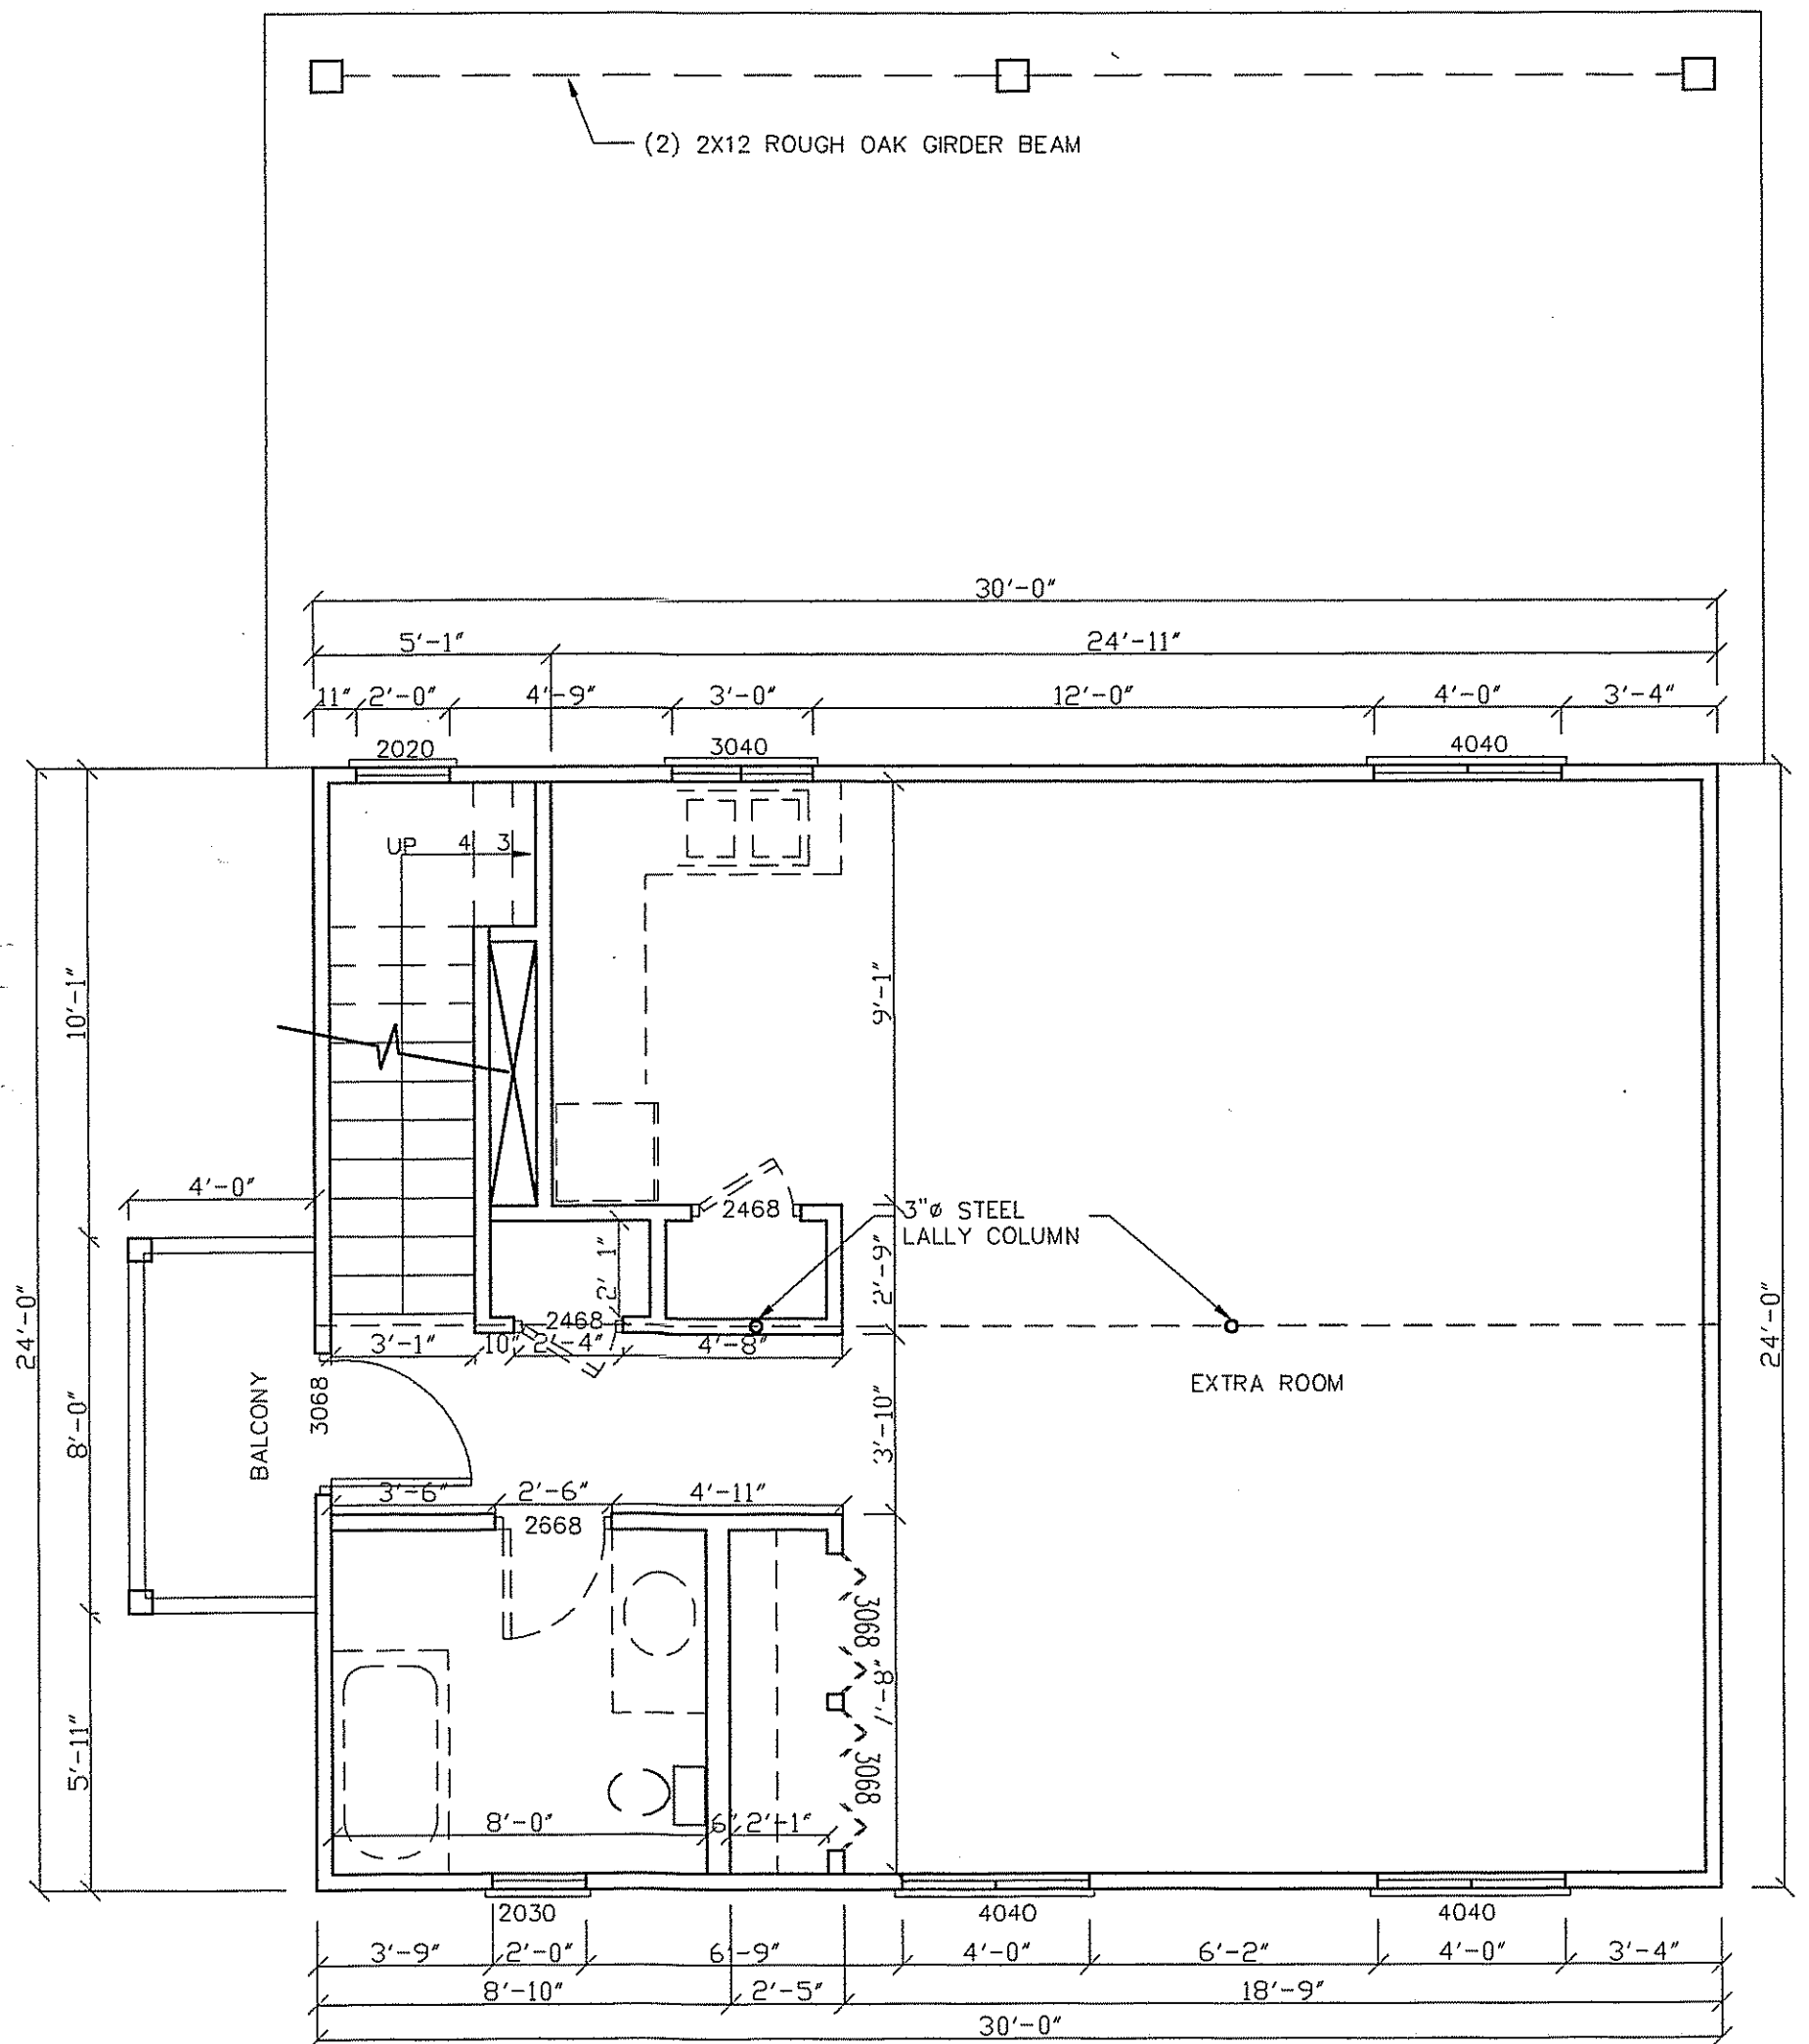 (2) 2X12 ROUGH OAK GIRDER BEAM
30'-0"
5'-1" 24'-11"
11" 2'-0" 4'-9" 3'-0" 12'-0" 4'-0" 3'-4"
2020 3040 4040
UP 4 3
10'-1"
9'-1"
4'-0"
2468
3"ø STEEL
LALLY COLUMN
2' 1"
2'-9"
24'-0"
24'-0"
2468
3'-1" 10" 2'-4" 4'-8"
EXTRA ROOM
BALCONY
3068
8'-0"
3'-10"
3'-6" 2'-6" 4'-11"
2668
3068
5'-11"
3068
8'-0" 2'-1"
2030 4040 4040
3'-9" 2'-0" 6'-9" 4'-0" 6'-2" 4'-0" 3'-4"
8'-10" 2'-5" 18'-9"
30'-0"